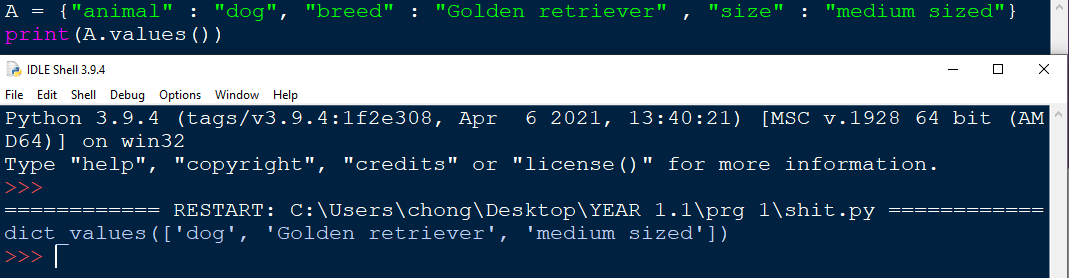 A = {"animal" : "dog", "breed" : "Golden retriever" , "size" : "medium sized"}
print(A.values())
IDLE Shell 3.9.4
File Edit Shell Debug Options Window Help
Python 3.9.4 (tags/v3.9.4:1f2e308, Apr  6 2021, 13:40:21) [MSC v.1928 64 bit (AM
D64)] on win32
Type "help", "copyright", "credits" or "license()" for more information.
>>>
============ RESTART: C:\Users\chong\Desktop\YEAR 1.1\prg 1\shit.py ============
dict_values(['dog', 'Golden retriever', 'medium sized'])
>>>